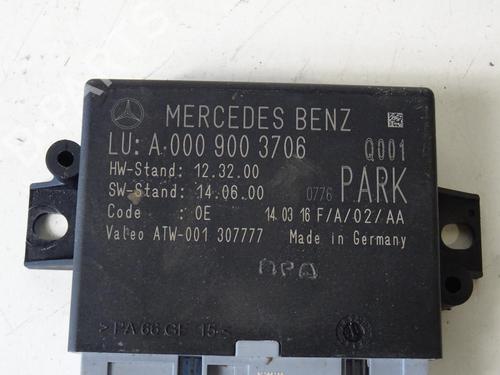 MERCEDES BENZ
LU: A 000 900 3706 Q001
HW-Stand: 12.32.00
SW-Stand: 14.06.00 0776 PARK
Code : 0E 14 03 16 F/A/02/AA
Valeo ATW-001 307777 Made in Germany
>PA 66 GF 15<